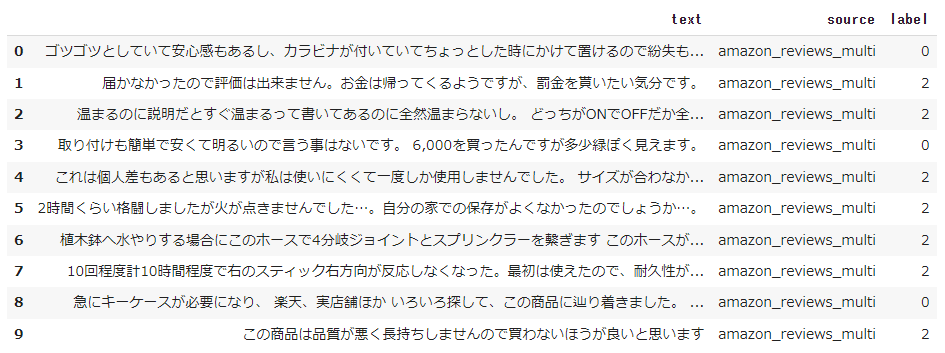 text source label
0 ゴツゴツとしていて安心感もあるし、カラビナが付いていてちょっとした時にかけて置けるので紛失も... amazon_reviews_multi 0
1 届かなかったので評価は出来ません。お金は帰ってくるようですが、罰金を貰いたい気分です。 amazon_reviews_multi 2
2 温まるのに説明だとすぐ温まるって書いてあるのに全然温まらないし。 どっちがONでOFFだか全... amazon_reviews_multi 2
3 取り付けも簡単で安くて明るいので言う事はないです。 6,000を買ったんですが多少緑ぽく見えます。 amazon_reviews_multi 0
4 これは個人差もあると思いますが私は使いにくくて一度しか使用しませんでした。 サイズが合わなか... amazon_reviews_multi 2
5 2時間くらい格闘しましたが火が点きませんでした…。自分の家での保存がよくなかったのでしょうか…。 amazon_reviews_multi 2
6 植木鉢へ水やりする場合にこのホースで4分岐ジョイントとスプリンクラーを繋ぎます このホースが... amazon_reviews_multi 2
7 10回程度計10時間程度で右のスティック右方向が反応しなくなった。最初は使えたので、耐久性が... amazon_reviews_multi 2
8 急にキーケースが必要になり、 楽天、実店舗ほか いろいろ探して、この商品に辿り着きました。 ... amazon_reviews_multi 0
9 この商品は品質が悪く長持ちしませんので買わないほうが良いと思います amazon_reviews_multi 2